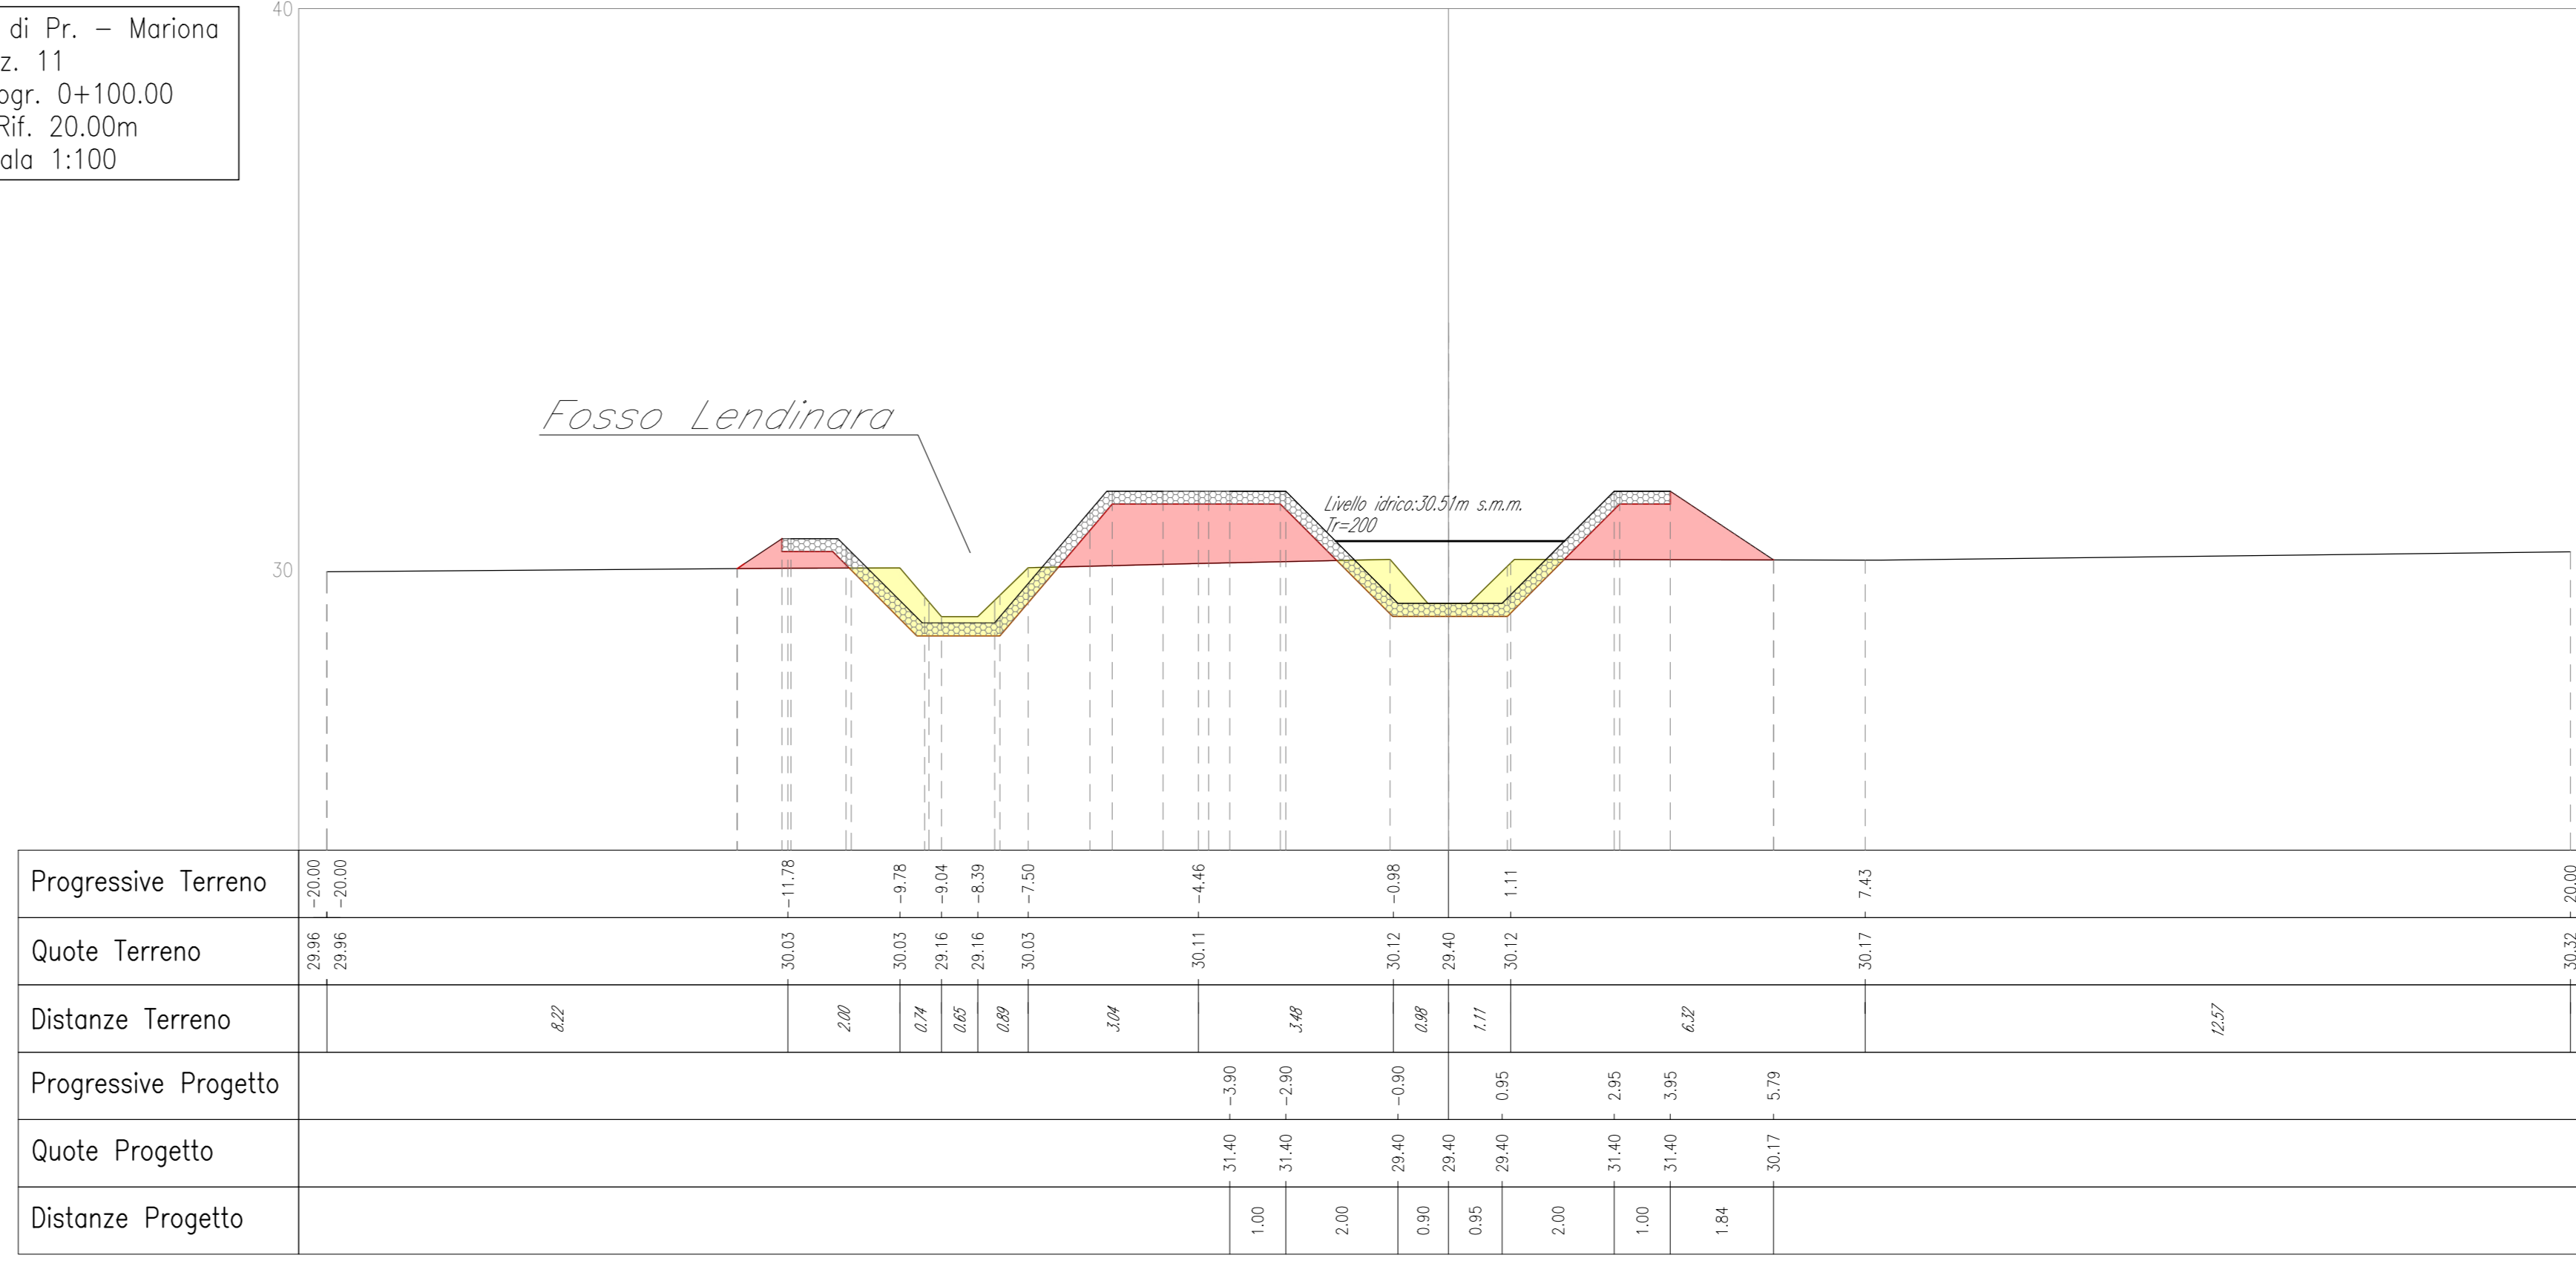 di Pr. – Mariona
z. 11
ogr. 0+100.00
Rif. 20.00m
ala 1:100
40
30
Fosso Lendinara
Livello idrico:30.51m s.m.m.
Tr=200
Progressive Terreno -20.00 -20.00 -11.78 -9.78 -9.04 -8.39 -7.50 -4.46 -0.98 1.11 7.43 20.00
Quote Terreno 29.96 29.96 30.03 30.03 29.16 29.16 30.03 30.11 30.12 29.40 30.12 30.17 30.32
Distanze Terreno 8.22 2.00 0.74 0.65 0.89 3.04 3.48 0.98 1.11 6.32 12.57
Progressive Progetto -3.90 -2.90 -0.90 0.95 2.95 3.95 5.79
Quote Progetto 31.40 31.40 29.40 29.40 29.40 31.40 31.40 30.17
Distanze Progetto 1.00 2.00 0.90 0.95 2.00 1.00 1.84